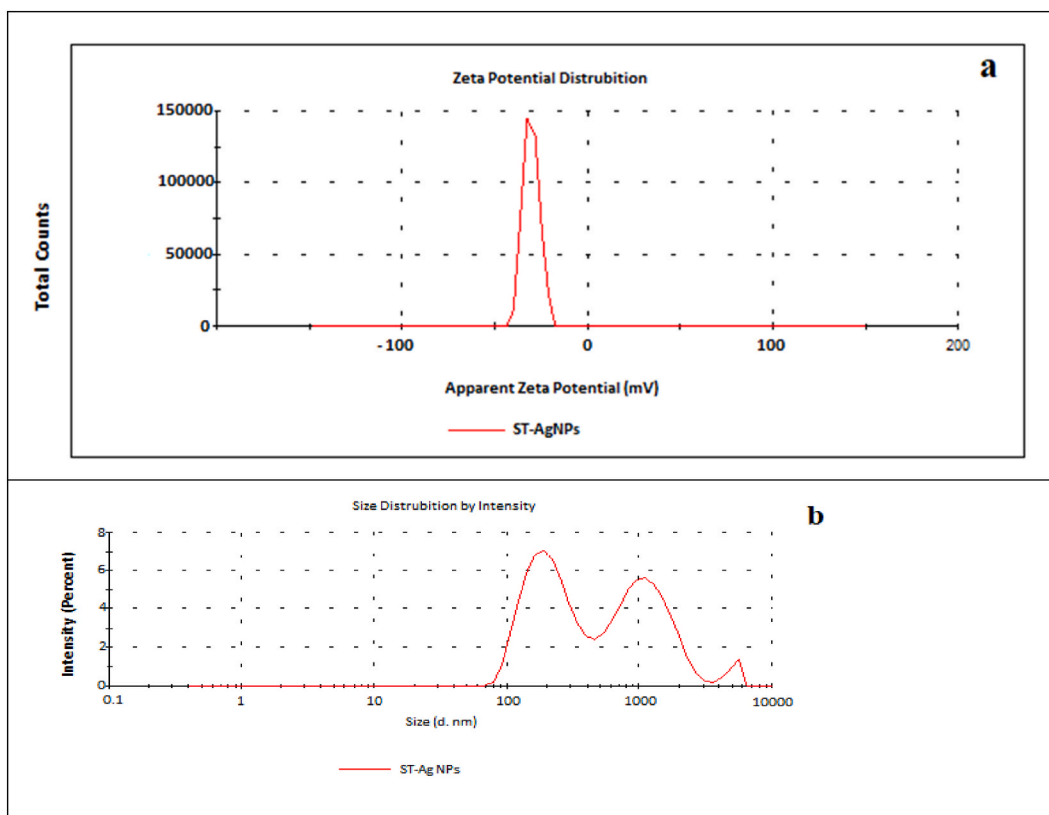 a
Zeta Potential Distrubition
150000
100000
50000
0
Total Counts
-100 0 100 200
Apparent Zeta Potential (mV)
ST-AgNPs
b
Size Distrubition by Intensity
8
6
4
2
0
Intensity (Percent)
0.1 1 10 100 1000 10000
Size (d. nm)
ST-Ag NPs